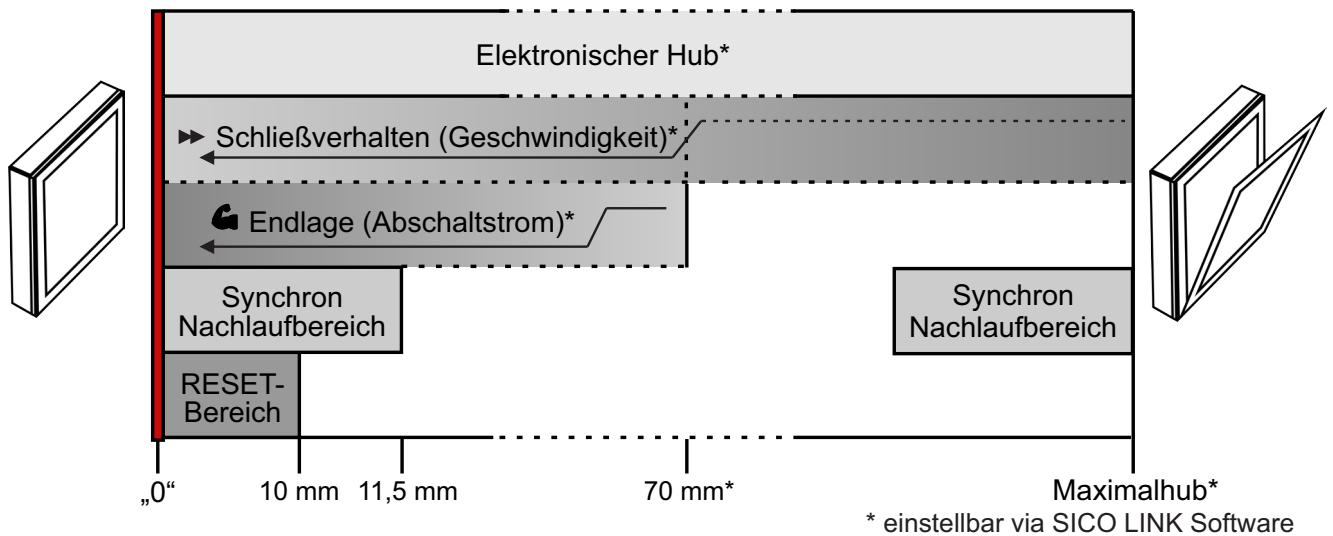 Elektronischer Hub*
Schließverhalten (Geschwindigkeit)*
Endlage (Abschaltstrom)*
Synchron
Nachlaufbereich
Synchron
Nachlaufbereich
RESET-
Bereich
„0“
10 mm
11,5 mm
70 mm*
Maximalhub*
* einstellbar via SICO LINK Software